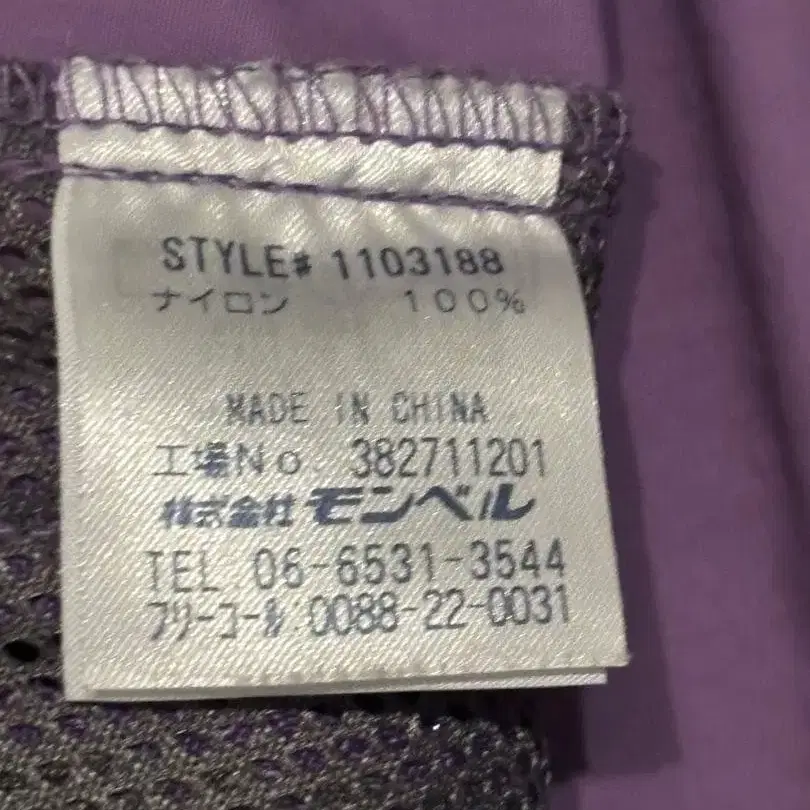 STYLE# 1103188
ナイロン 100%
MADE IN CHINA
工場No. 382711201
株式会社 モンベル
TEL 06-6531-3544
フリーコール:0088-22-0031